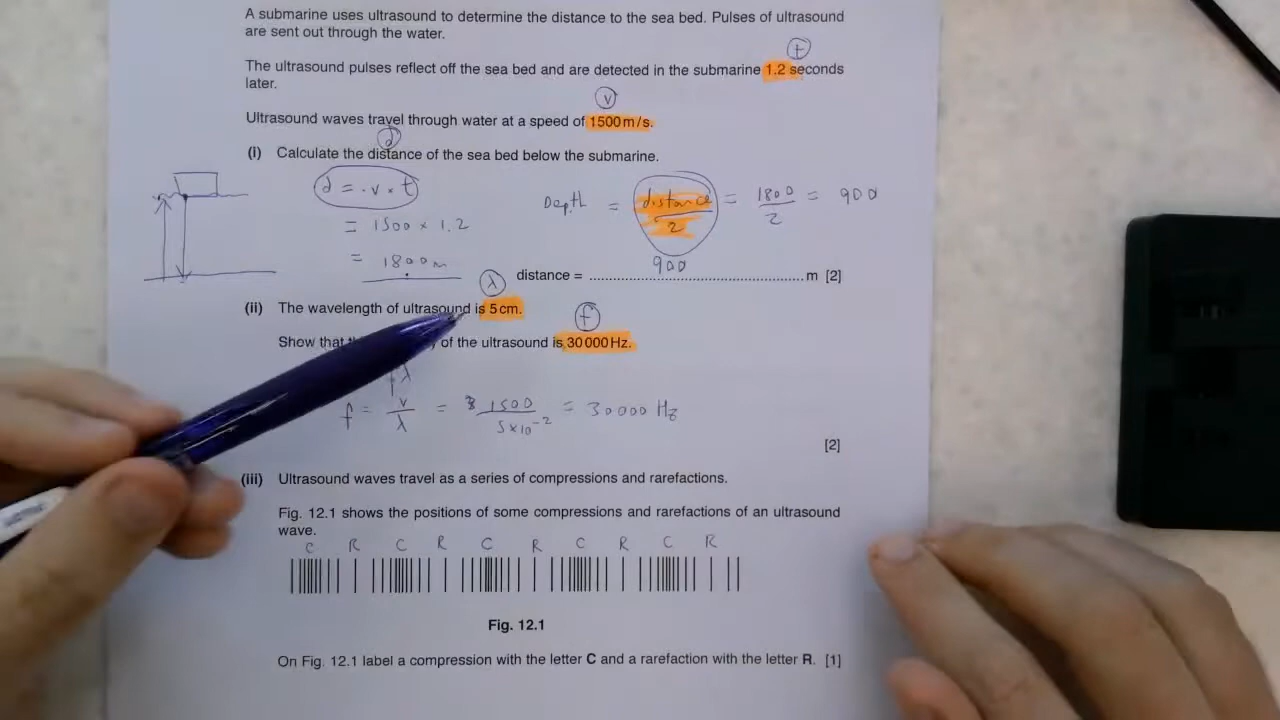 A submarine uses ultrasound to determine the distance to the sea bed. Pulses of ultrasound
are sent out through the water.
t
The ultrasound pulses reflect off the sea bed and are detected in the submarine 1.2 seconds
later.
v
Ultrasound waves travel through water at a speed of 1500 m/s.
d
(i) Calculate the distance of the sea bed below the submarine.
d = v × t
Depth = distance/2 = 1800/2 = 900
= 1500 × 1.2
= 1800m
900
distance = ........................................................ m [2]
λ
(ii) The wavelength of ultrasound is 5 cm.
f
Show that of the ultrasound is 30 000 Hz.
λ
f = v/λ = 1500/5×10⁻² = 30000 Hz
[2]
(iii) Ultrasound waves travel as a series of compressions and rarefactions.
Fig. 12.1 shows the positions of some compressions and rarefactions of an ultrasound
wave.
C R C R C R C R C R
Fig. 12.1
On Fig. 12.1 label a compression with the letter C and a rarefaction with the letter R. [1]